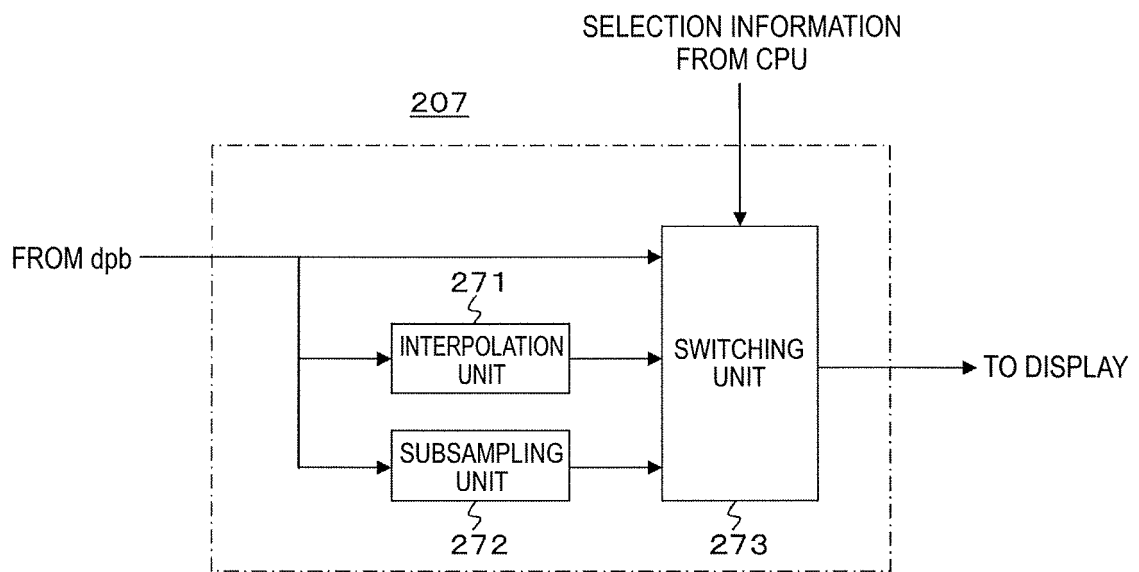 SELECTION INFORMATION
FROM CPU
207
FROM dpb
271
INTERPOLATION
UNIT
SWITCHING
UNIT
TO DISPLAY
SUBSAMPLING
UNIT
272
273